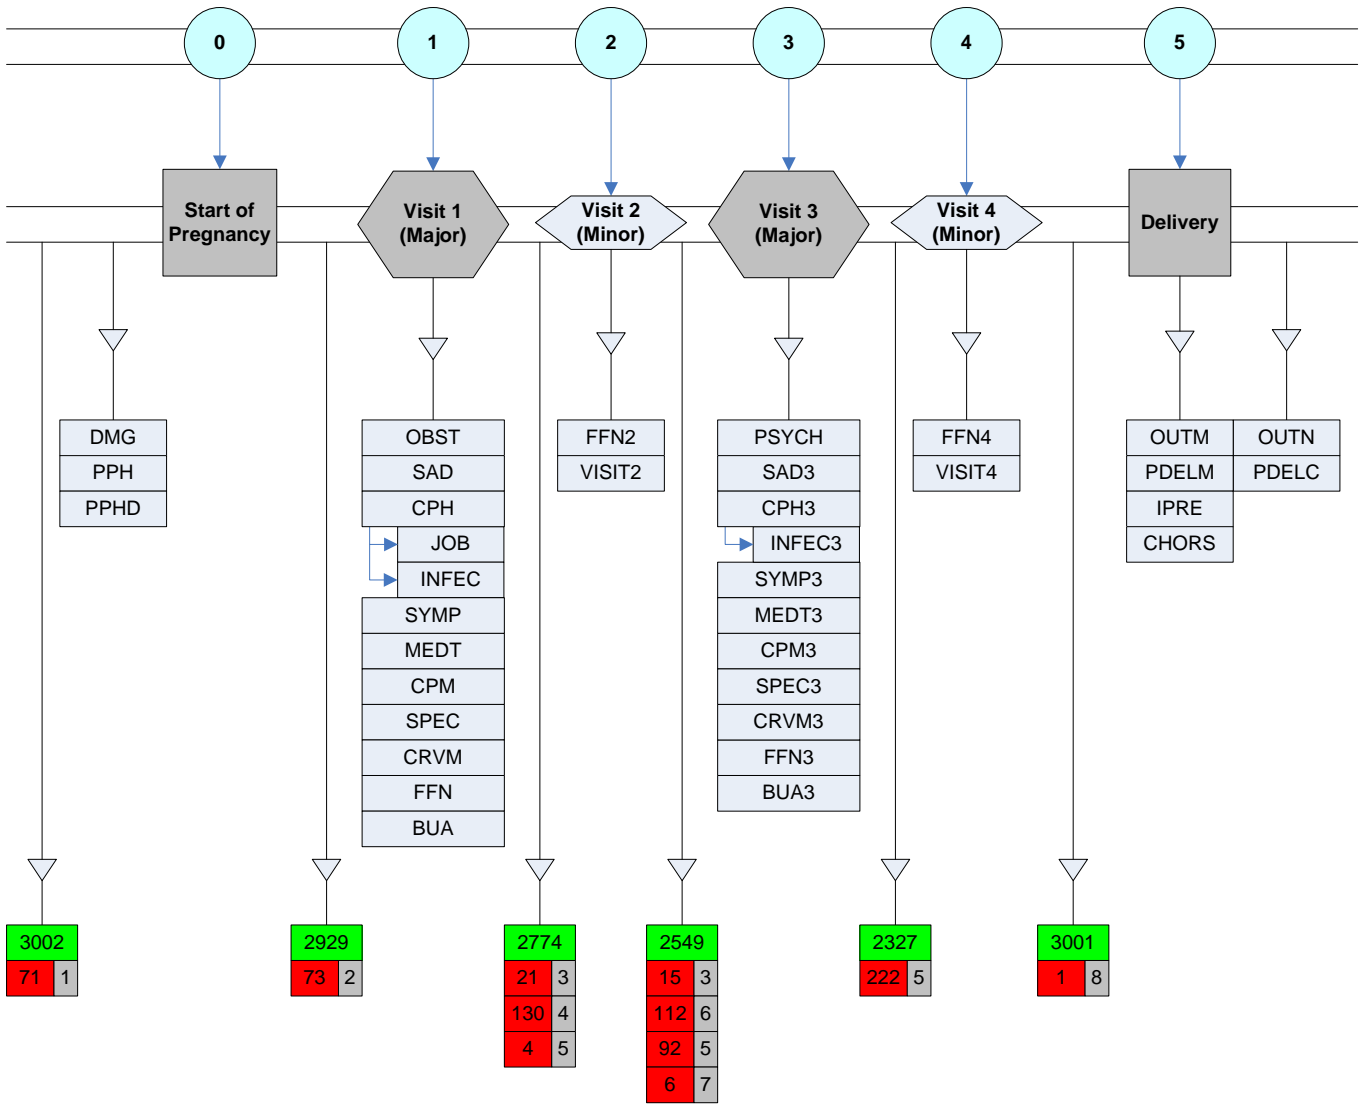 0
1
2
3
4
5
Start of
Pregnancy
Visit 1
(Major)
Visit 2
(Minor)
Visit 3
(Major)
Visit 4
(Minor)
Delivery
DMG
PPH
PPHD
OBST
SAD
CPH
JOB
INFEC
SYMP
MEDT
CPM
SPEC
CRVM
FFN
BUA
FFN2
VISIT2
PSYCH
SAD3
CPH3
INFEC3
SYMP3
MEDT3
CPM3
SPEC3
CRVM3
FFN3
BUA3
FFN4
VISIT4
OUTM
PDELM
IPRE
CHORS
OUTN
PDELC
3002
71 1
2929
73 2
2774
21 3
130 4
4 5
2549
15 3
112 6
92 5
6 7
2327
222 5
3001
1 8